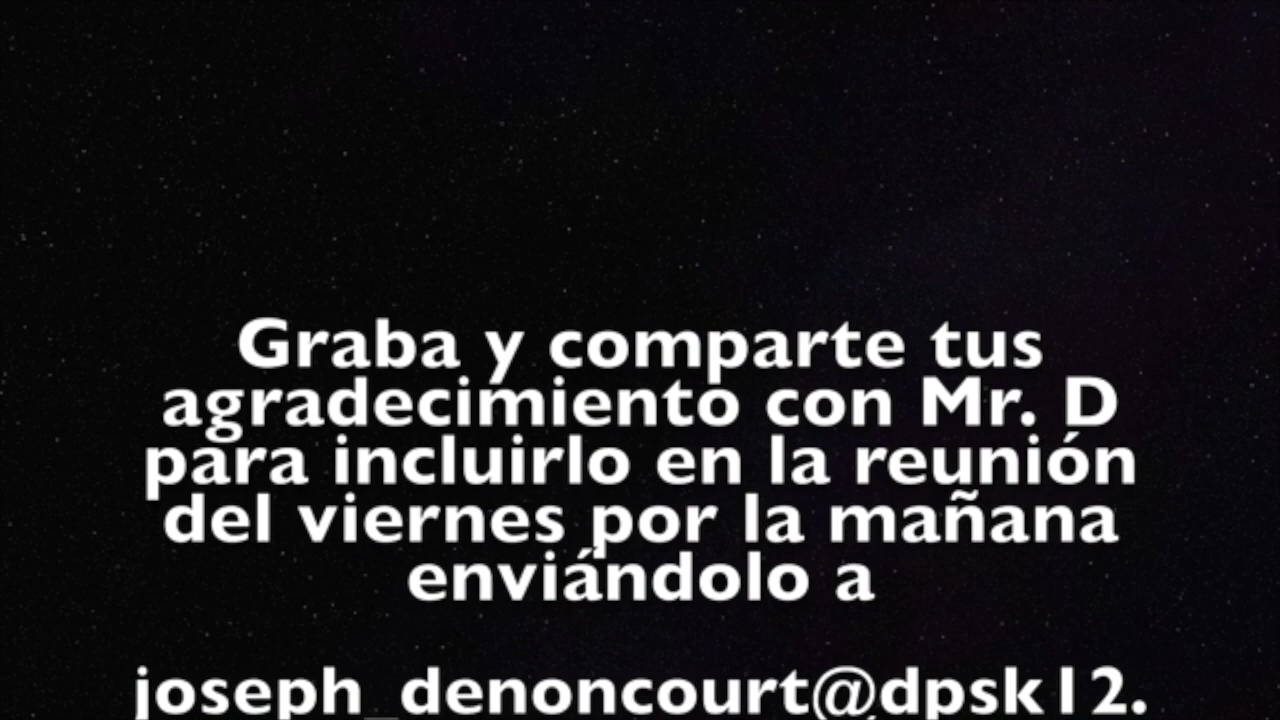 Graba y comparte tus
agradecimiento con Mr. D
para incluirlo en la reunión
del viernes por la mañana
enviándolo a
joseph_denoncourt@dpsk12.